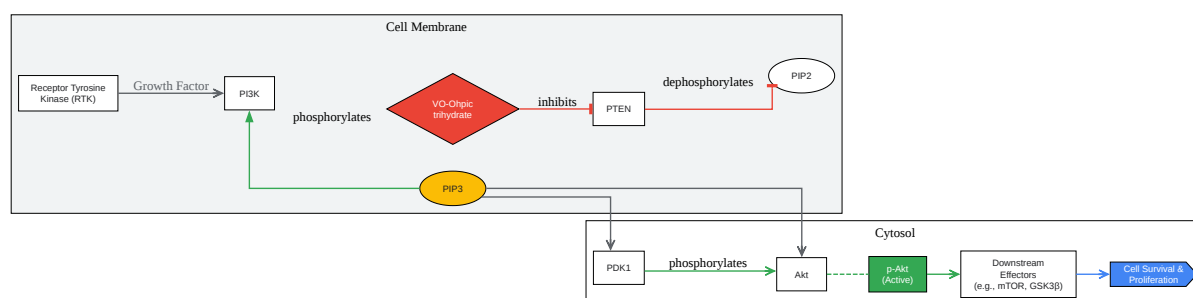 Cell Membrane
Receptor Tyrosine
Kinase (RTK)
Growth Factor
PI3K
phosphorylates
VO-Ohpic
trihydrate
inhibits
PTEN
dephosphorylates
PIP2
PIP3
Cytosol
PDK1
phosphorylates
Akt
p-Akt
(Active)
Downstream
Effectors
(e.g., mTOR, GSK3β)
Cell Survival &
Proliferation